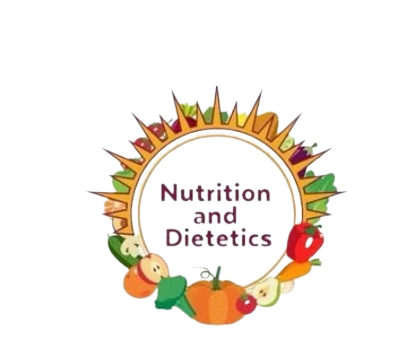 Nutrition
and
Dietetics